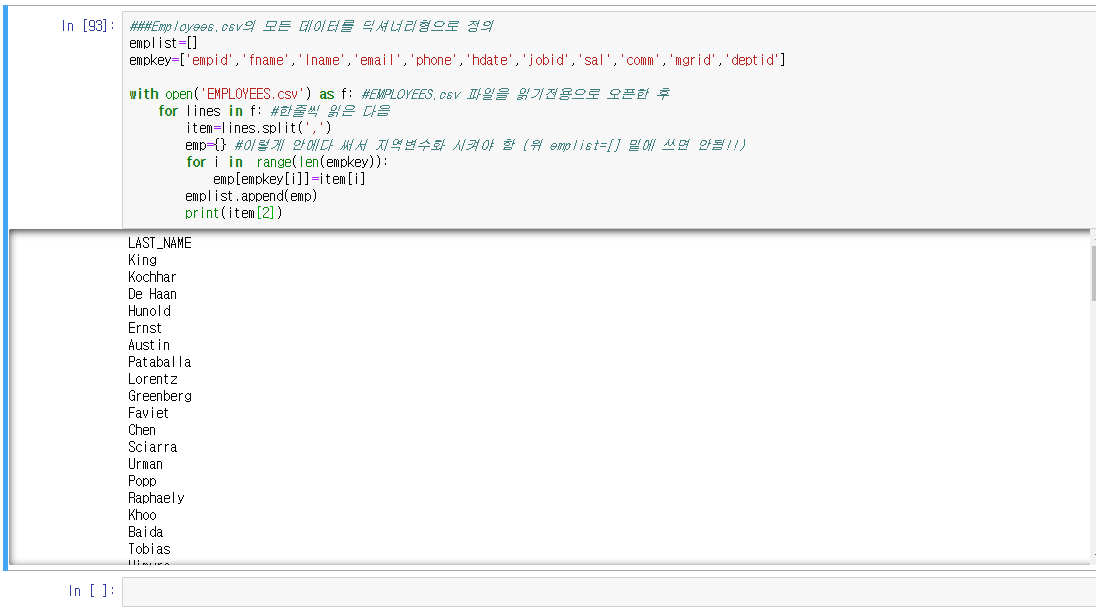 In [93]:
###Employees.csv의 모든 데이터를 딕셔너리형으로 정의
emplist=[]
empkey=['empid','fname','lname','email','phone','hdate','jobid','sal','comm','mgrid','deptid']
with open('EMPLOYEES.csv') as f: #EMPLOYEES.csv 파일을 읽기전용으로 오픈한 후
for lines in f: #한줄씩 읽은 다음
item=lines.split(',')
emp={} #이렇게 안에다 써서 지역변수화 시켜야 함 (위 emplist=[] 밑에 쓰면 안됨!!)
for i in  range(len(empkey)):
emp[empkey[i]]=item[i]
emplist.append(emp)
print(item[2])
LAST_NAME
King
Kochhar
De Haan
Hunold
Ernst
Austin
Pataballa
Lorentz
Greenberg
Faviet
Chen
Sciarra
Urman
Popp
Raphaely
Khoo
Baida
Tobias
In [ ]: